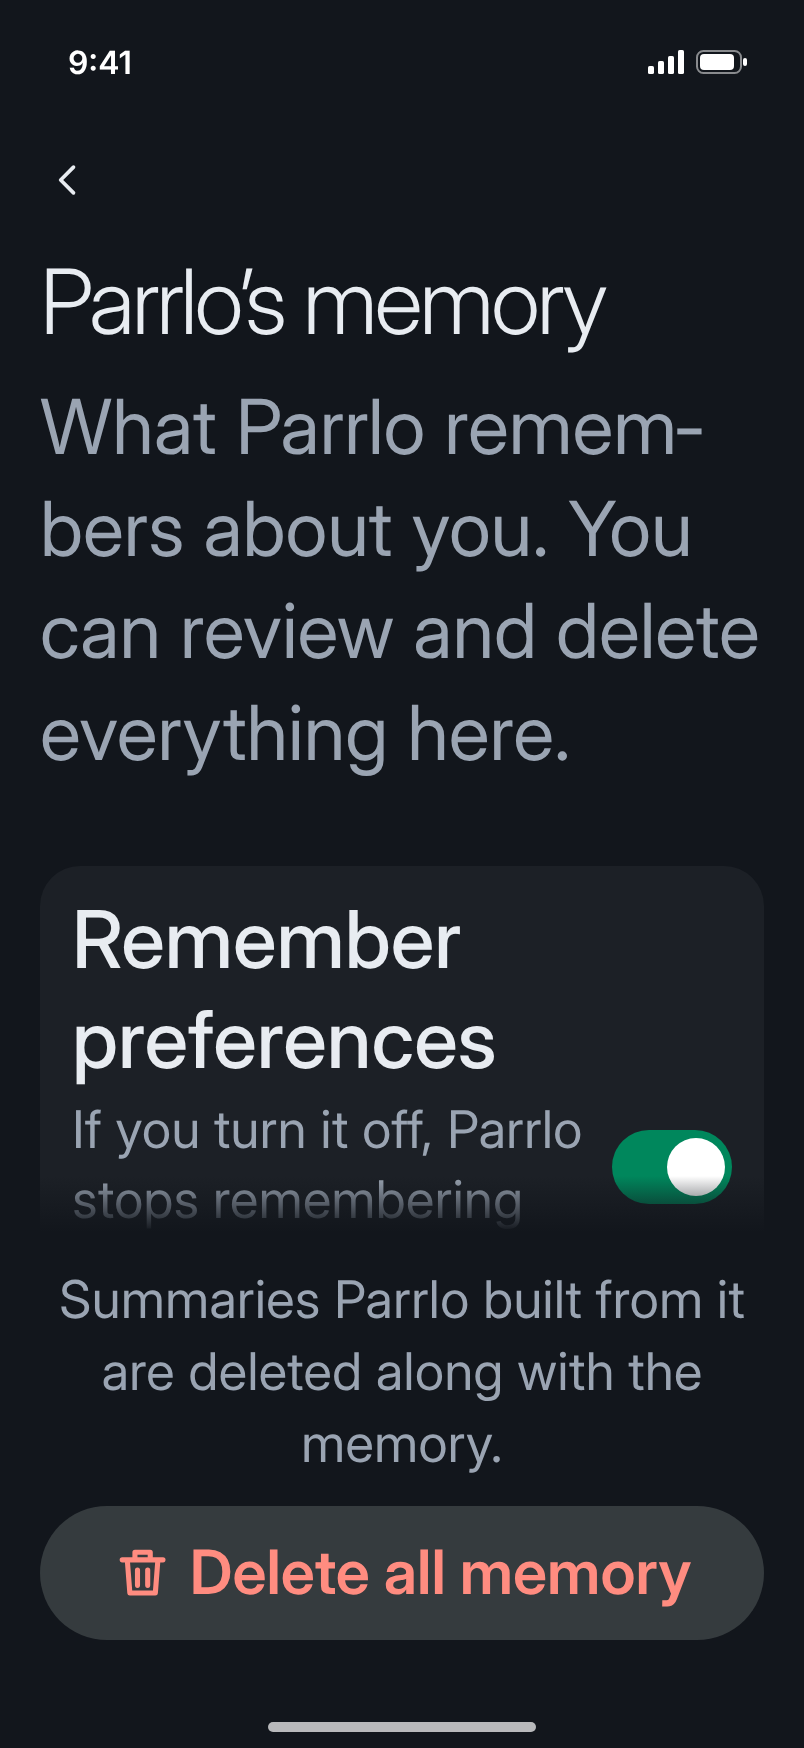 9:41
Parrlo’s memory
What Parrlo remem-
bers about you. You
can review and delete
everything here.
Remember
preferences
If you turn it off, Parrlo
stops remembering
Summaries Parrlo built from it
are deleted along with the
memory.
Delete all memory